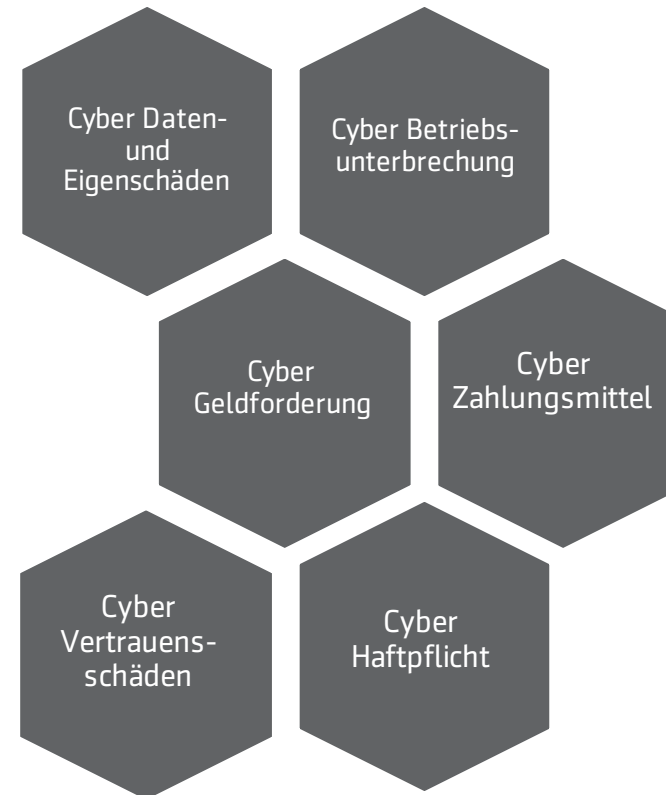 Cyber Daten-
und
Eigenschäden
Cyber Betriebs-
unterbrechung
Cyber
Geldforderung
Cyber
Zahlungsmittel
Cyber
Vertrauens-
schäden
Cyber
Haftpflicht